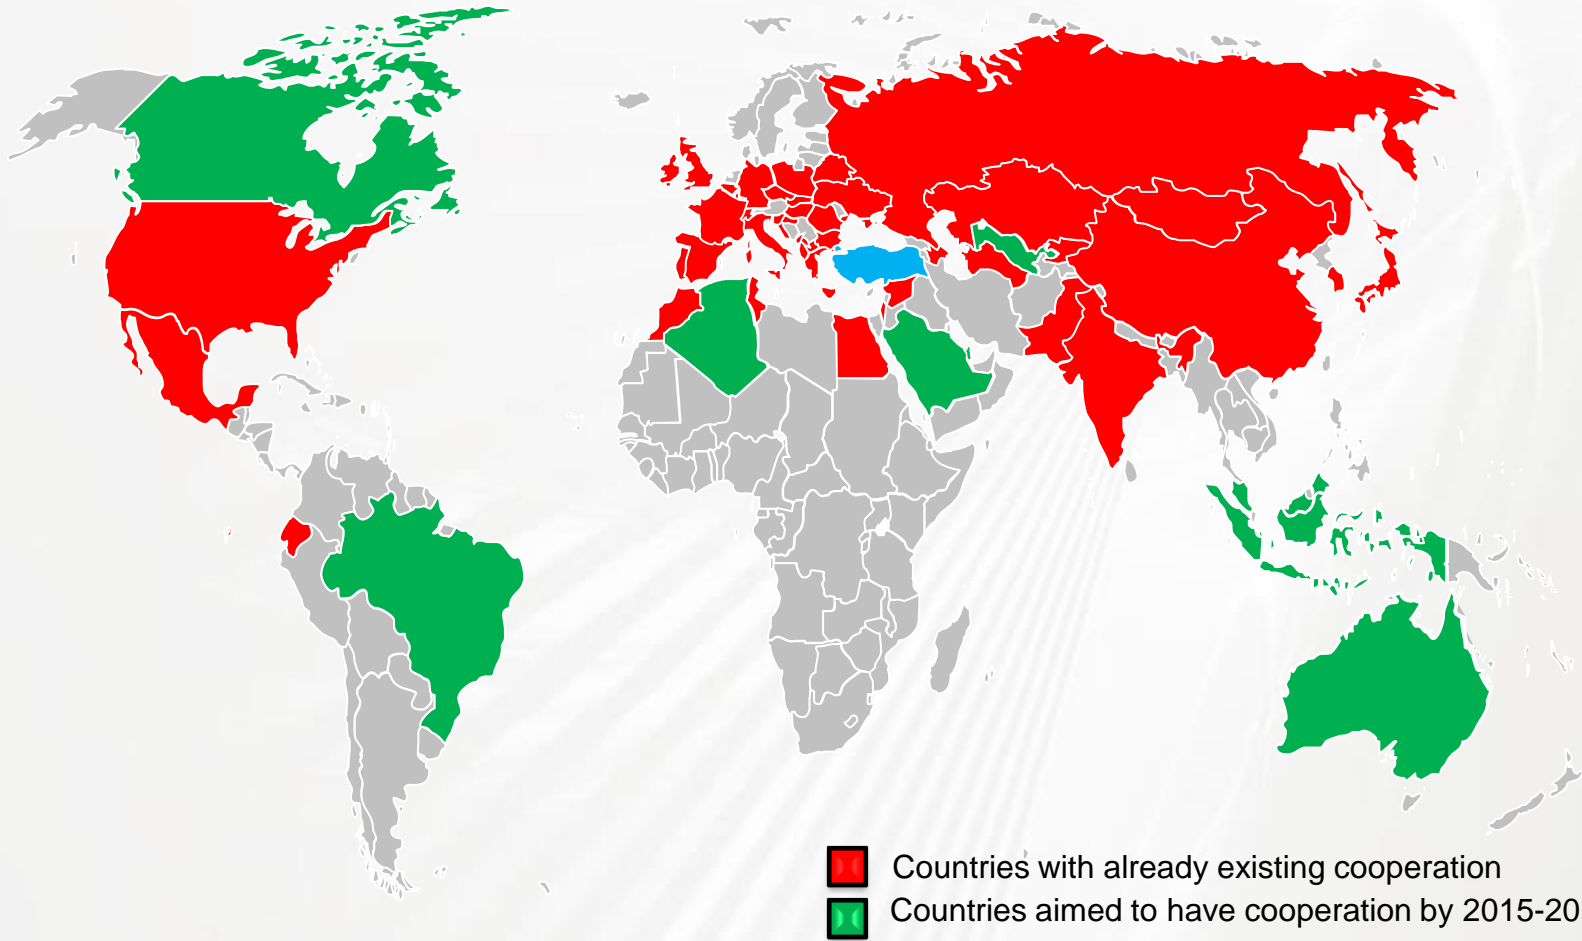 Countries with already existing cooperation
Countries aimed to have cooperation by 2015-20